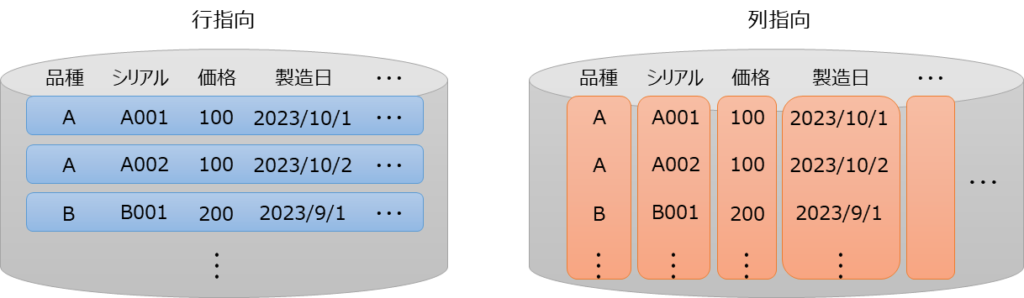 行指向
品種 シリアル 価格 製造日 ･･･
A A001 100 2023/10/1 ･･･
A A002 100 2023/10/2 ･･･
B B001 200 2023/9/1 ･･･
⋮
列指向
品種 シリアル 価格 製造日 ･･･
A A001 100 2023/10/1
A A002 100 2023/10/2 ･･･
B B001 200 2023/9/1
⋮ ⋮ ⋮ ⋮